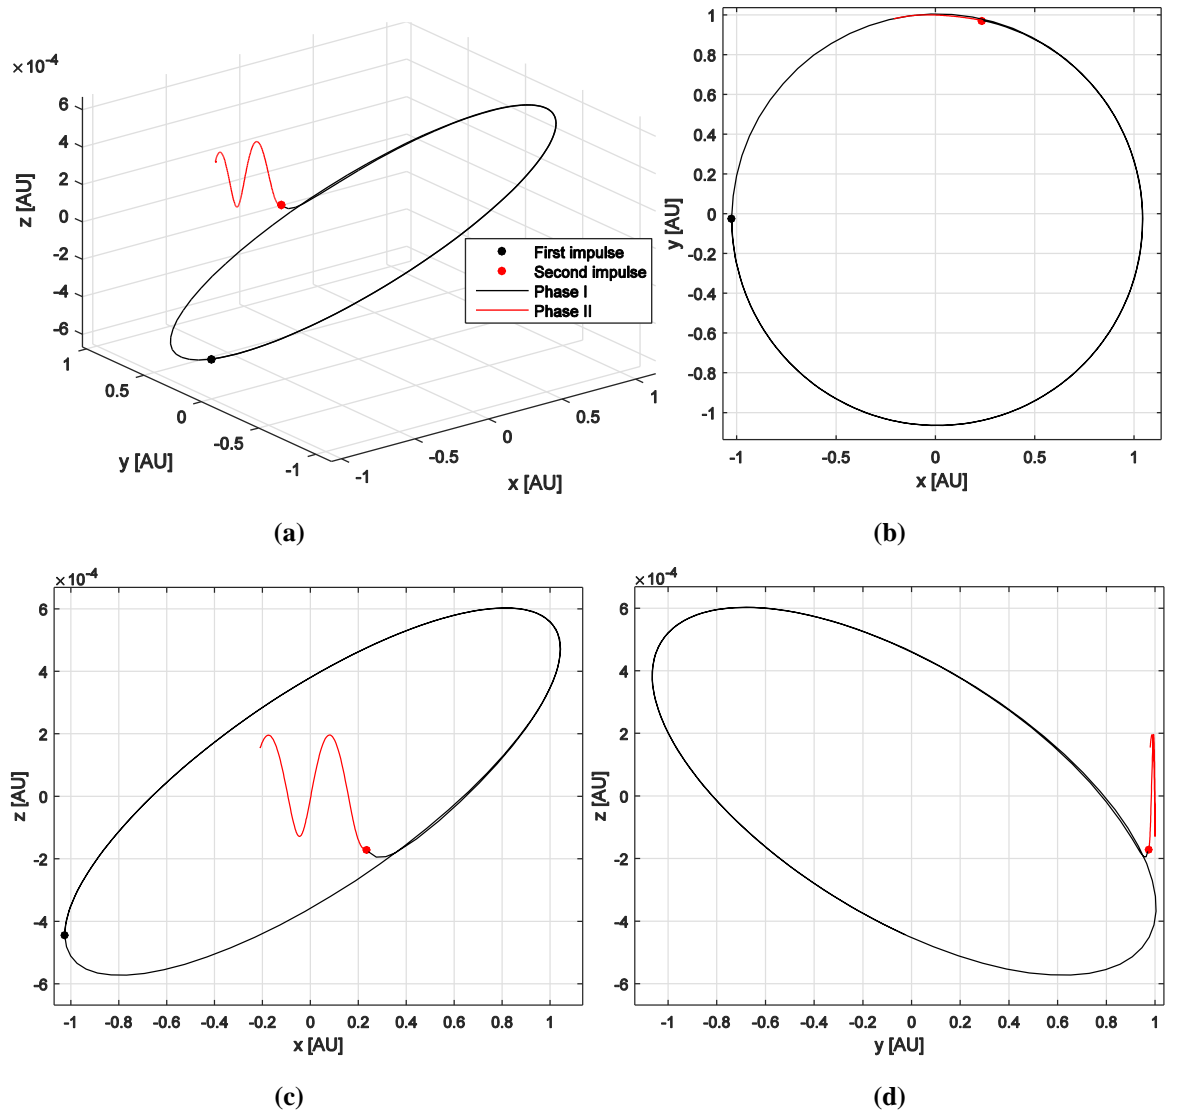 ×10-4
6
4
2
0
-2
-4
-6
z [AU]
1
0.5
0
-0.5
-1
y [AU]
-1
-0.5
0
0.5
1
x [AU]
First impulse
Second impulse
Phase I
Phase II
(a)
1
0.8
0.6
0.4
0.2
0
-0.2
-0.4
-0.6
-0.8
-1
y [AU]
-1 -0.5 0 0.5 1
x [AU]
(b)
×10-4
6
4
2
0
-2
-4
-6
z [AU]
-1 -0.8 -0.6 -0.4 -0.2 0 0.2 0.4 0.6 0.8 1
x [AU]
(c)
×10-4
6
4
2
0
-2
-4
-6
z [AU]
-1 -0.8 -0.6 -0.4 -0.2 0 0.2 0.4 0.6 0.8 1
y [AU]
(d)